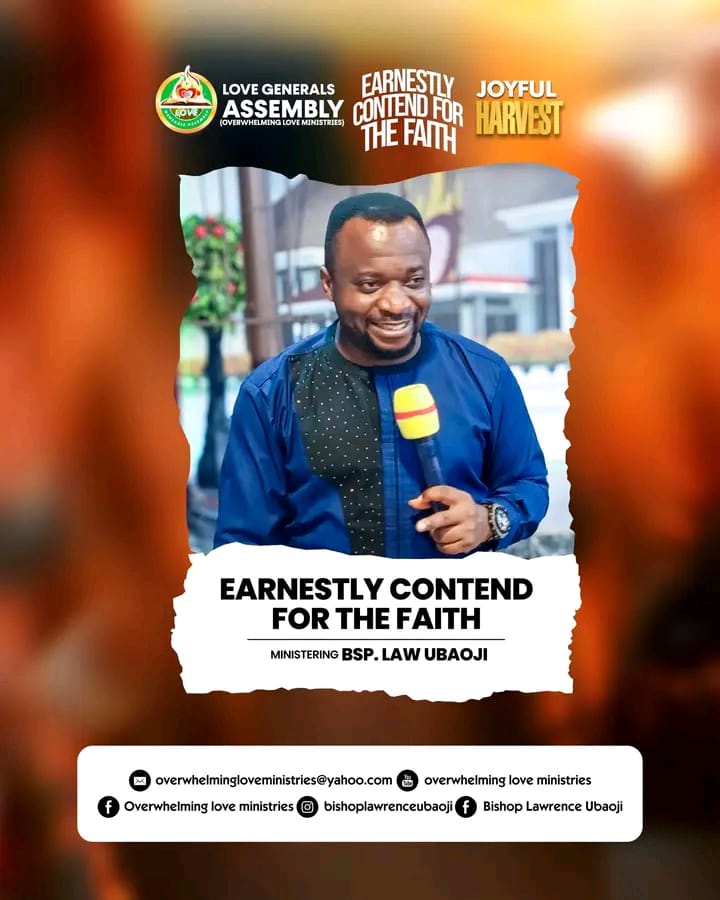 LOVE
LOVE GENERALS
ASSEMBLY
(OVERWHELMING LOVE MINISTRIES)
EARNESTLY
CONTEND FOR
THE FAITH
JOYFUL
HARVEST
EARNESTLY CONTEND
FOR THE FAITH
MINISTERING BSP. LAW UBAOJI
overwhelmingloveministries@yahoo.com overwhelming love ministries
Overwhelming love ministries bishoplawrenceubaoji Bishop Lawrence Ubaoji